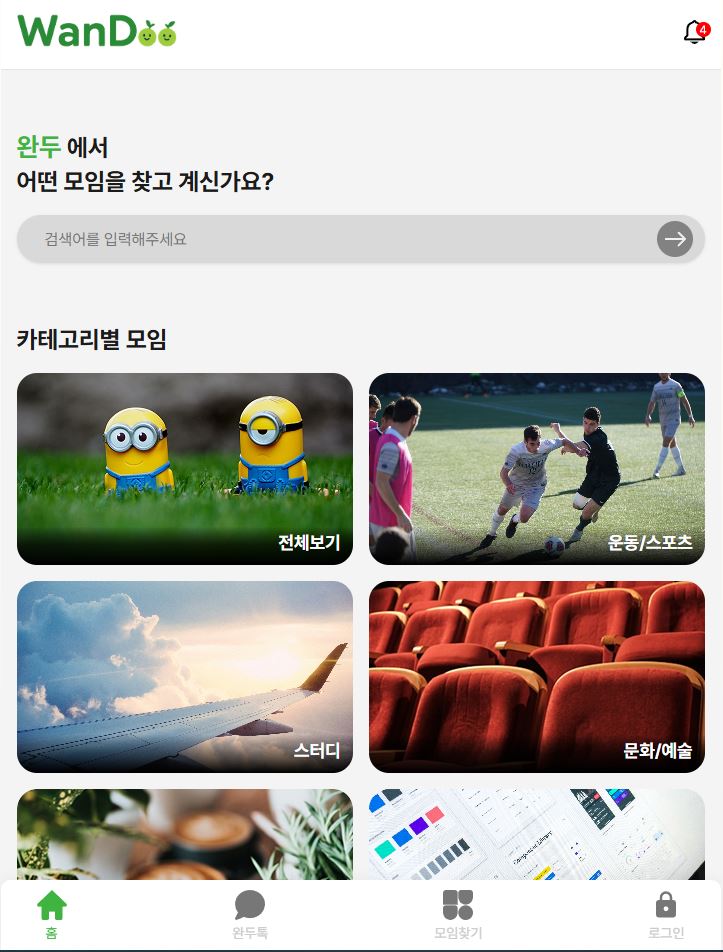 WanDoo
4
완두 에서
어떤 모임을 찾고 계신가요?
검색어를 입력해주세요
카테고리별 모임
전체보기
운동/스포츠
스터디
문화/예술
홈
완두톡
모임찾기
로그인